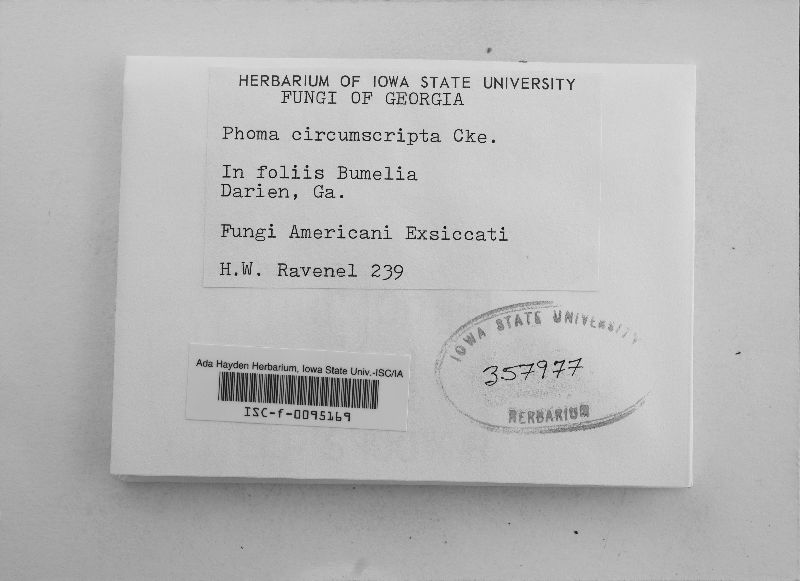 HERBARIUM OF IOWA STATE UNIVERSITY
FUNGI OF GEORGIA
Phoma circumscripta Cke.
In foliis Bumelia
Darien, Ga.
Fungi Americani Exsiccati
H.W. Ravenel 239
IOWA STATE UNIVERSITY
357977
HERBARIUM
Ada Hayden Herbarium, Iowa State Univ.-ISC/IA
ISC-f-0095169